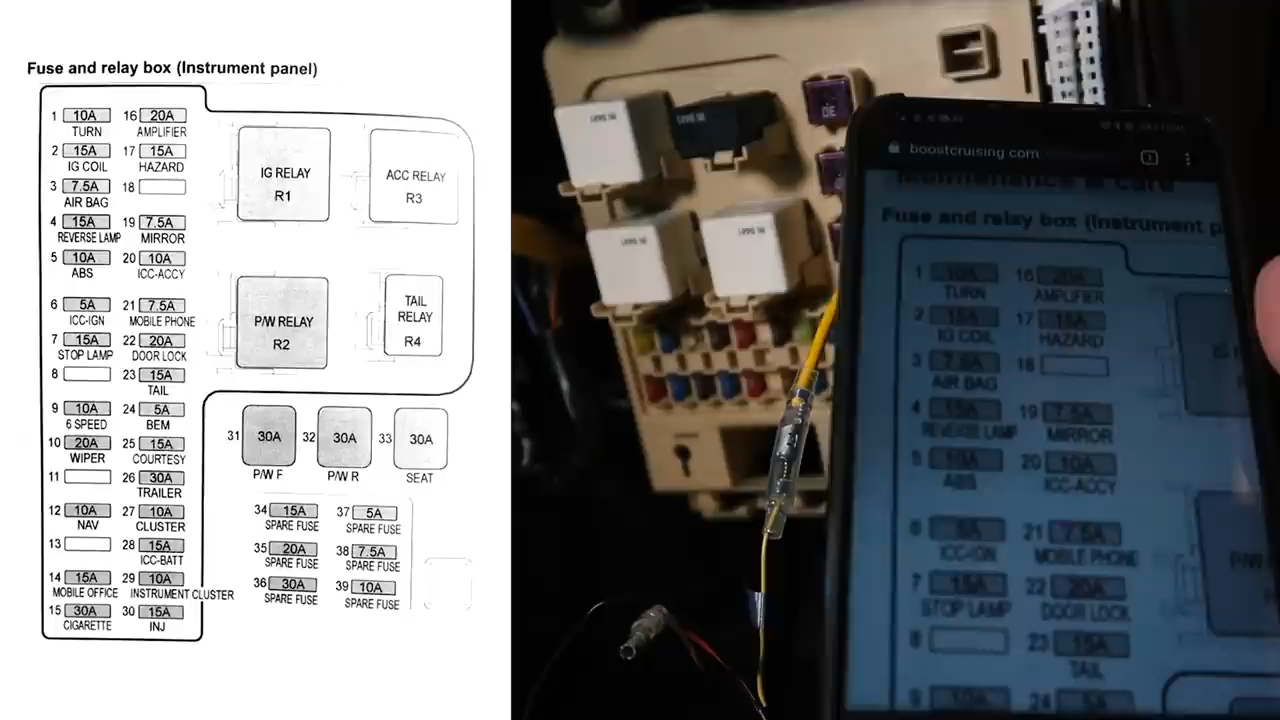 Fuse and relay box (Instrument panel)
1 10A 16 20A
TURN AMPLIFIER
2 15A 17 15A
IG COIL HAZARD
3 7.5A 18
AIR BAG
4 15A 19 7.5A
REVERSE LAMP MIRROR
5 10A 20 10A
ABS ICC-ACCY
6 5A 21 7.5A
ICC-IGN MOBILE PHONE
7 15A 22 20A
STOP LAMP DOOR LOCK
8 23 15A
TAIL
9 10A 24 5A
6 SPEED BEM
10 20A 25 15A
WIPER COURTESY
11 26 30A
TRAILER
12 10A 27 10A
NAV CLUSTER
13 28 15A
ICC-BATT
14 15A 29 10A
MOBILE OFFICE INSTRUMENT CLUSTER
15 30A 30 15A
CIGARETTE INJ
IG RELAY
R1
ACC RELAY
R3
P/W RELAY
R2
TAIL
RELAY
R4
31 30A 32 30A 33 30A
P/W F P/W R SEAT
34 15A 37 5A
SPARE FUSE SPARE FUSE
35 20A 38 7.5A
SPARE FUSE SPARE FUSE
36 30A 39 10A
SPARE FUSE SPARE FUSE
30
boostcruising.com
Maintenance & care
Fuse and relay box (Instrument p
1 10A 16 20A
TURN AMPLIFIER
2 15A 17 15A
IG COIL HAZARD
3 7.5A 18
AIR BAG
4 15A 19 7.5A
REVERSE LAMP MIRROR
5 10A 20 10A
ABS ICC-ACCY
6 5A 21 7.5A
ICC-IGN MOBILE PHONE
7 15A 22 20A
STOP LAMP DOOR LOCK
8 23 15A
TAIL
9 10A 24 5A